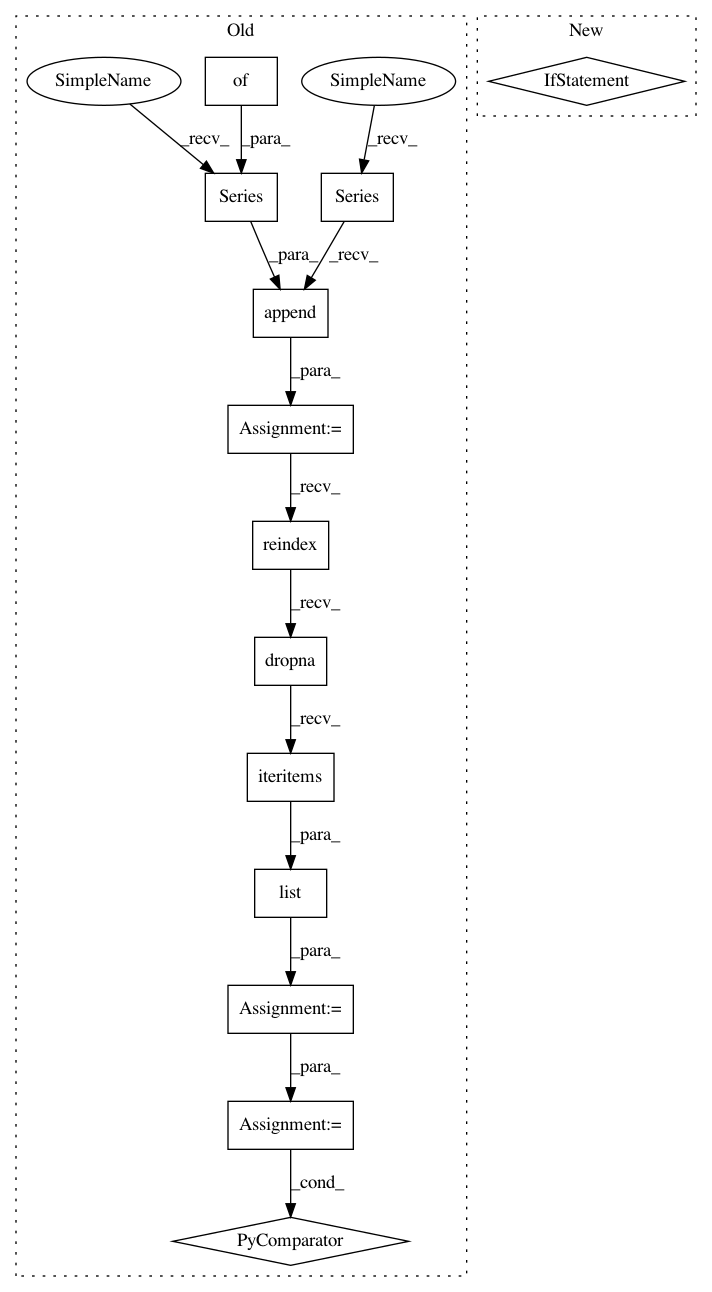 Old
New
SimpleName
of
SimpleName
IfStatement
_recv_
_para_
_recv_
Series
Series
_para_
_recv_
append
_para_
Assignment:=
_recv_
reindex
_recv_
dropna
_recv_
iteritems
_para_
list
_para_
Assignment:=
_para_
Assignment:=
_cond_
PyComparator